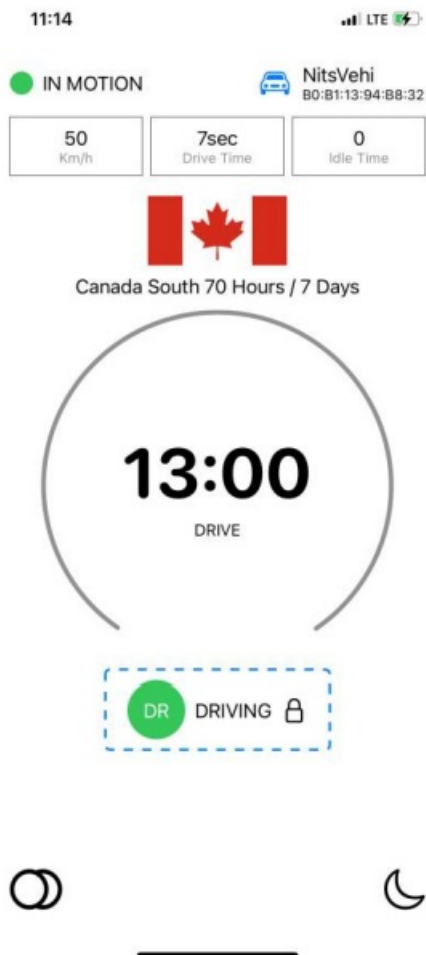 11:14
LTE
IN MOTION
NitsVehi
B0:B1:13:94:B8:32
50
Km/h
7sec
Drive Time
0
Idle Time
Canada South 70 Hours / 7 Days
13:00
DRIVE
DR
DRIVING